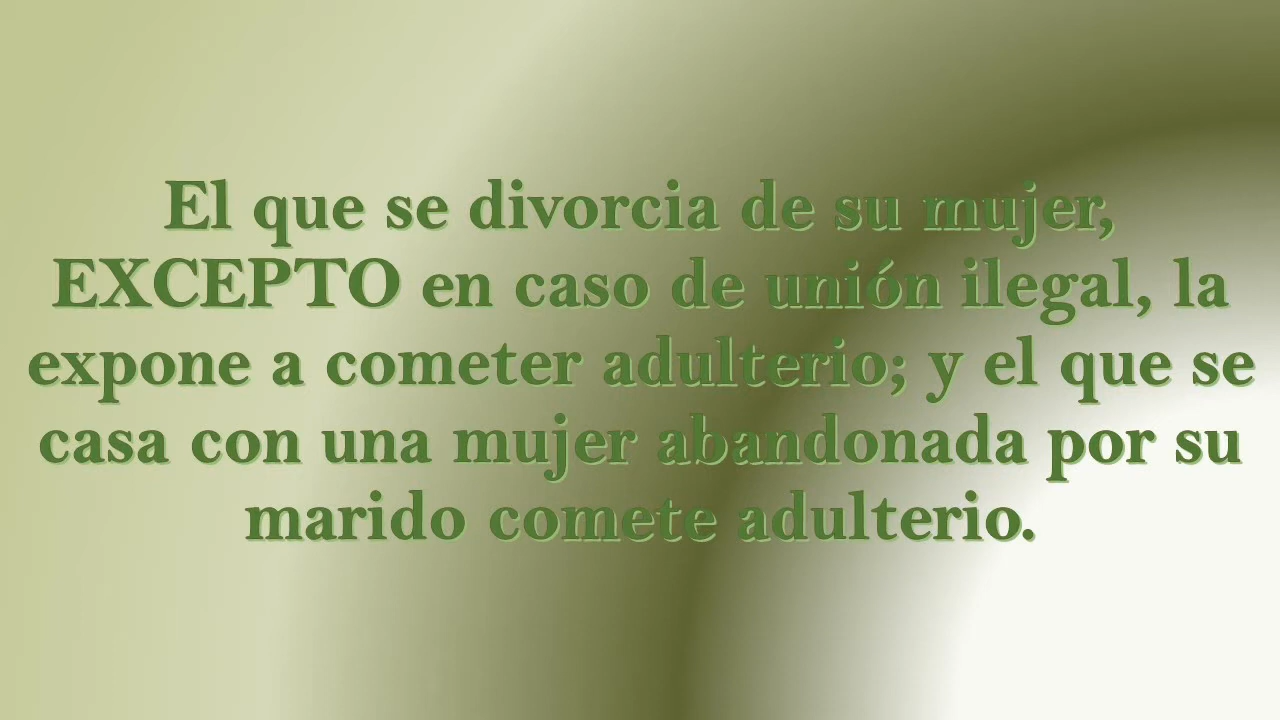 El que se divorcia de su mujer,
EXCEPTO en caso de unión ilegal, la
expone a cometer adulterio; y el que se
casa con una mujer abandonada por su
marido comete adulterio.